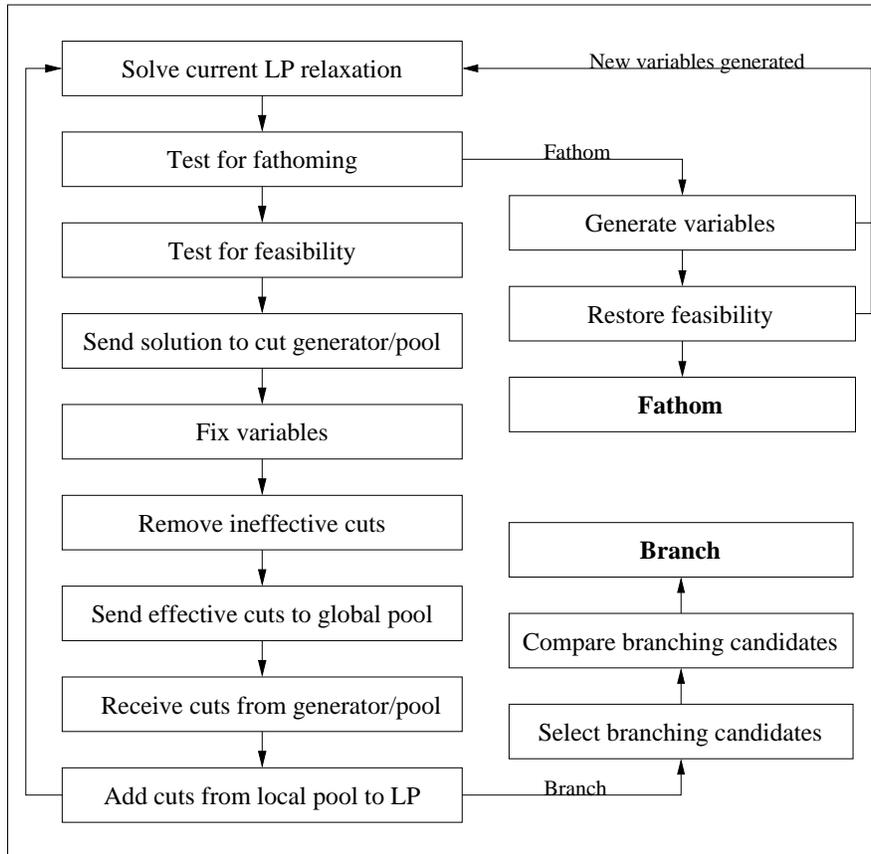 Solve current LP relaxation
New variables generated
Test for fathoming
Fathom
Generate variables
Test for feasibility
Restore feasibility
Send solution to cut generator/pool
Fathom
Fix variables
Remove ineffective cuts
Branch
Send effective cuts to global pool
Compare branching candidates
Receive cuts from generator/pool
Select branching candidates
Add cuts from local pool to LP
Branch